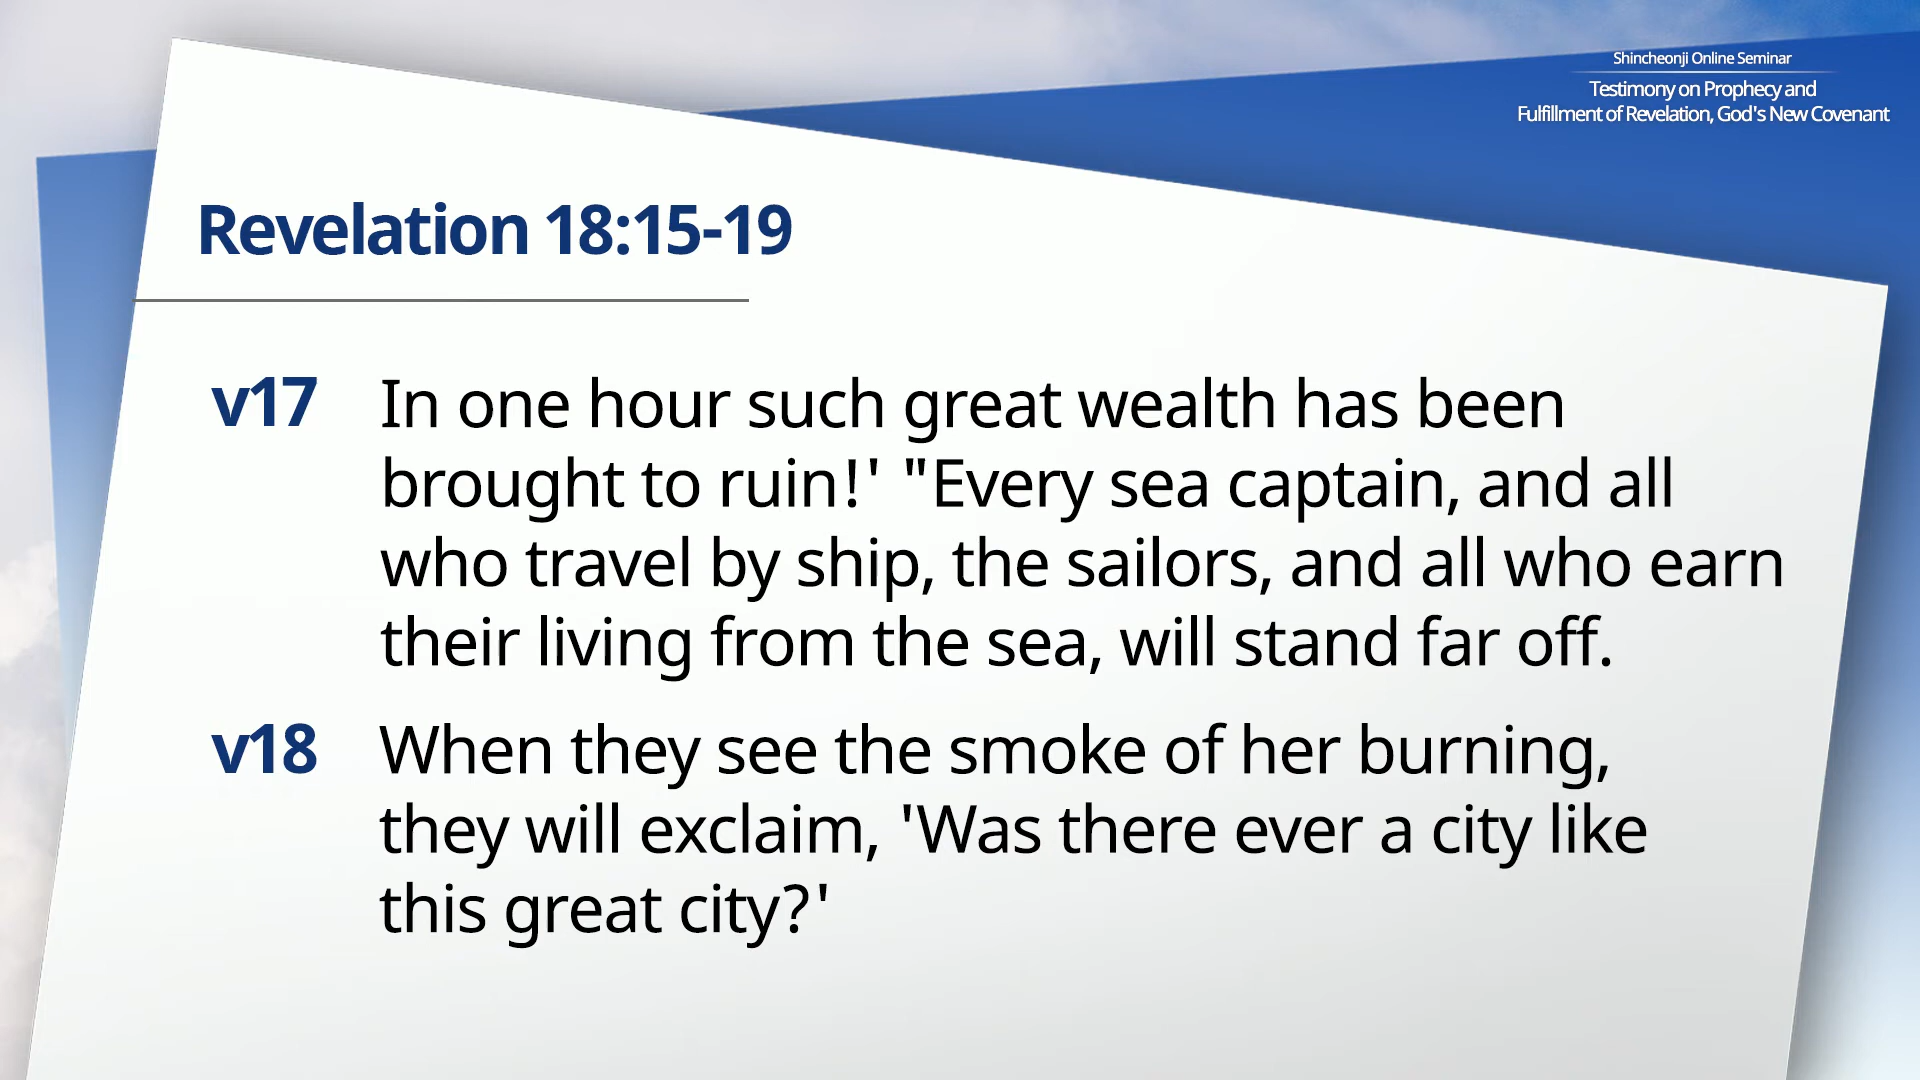 Shincheonji Online Seminar
Testimony on Prophecy and
Fulfillment of Revelation, God's New Covenant
Revelation 18:15-19
v17 In one hour such great wealth has been
brought to ruin!' "Every sea captain, and all
who travel by ship, the sailors, and all who earn
their living from the sea, will stand far off.
v18 When they see the smoke of her burning,
they will exclaim, 'Was there ever a city like
this great city?'